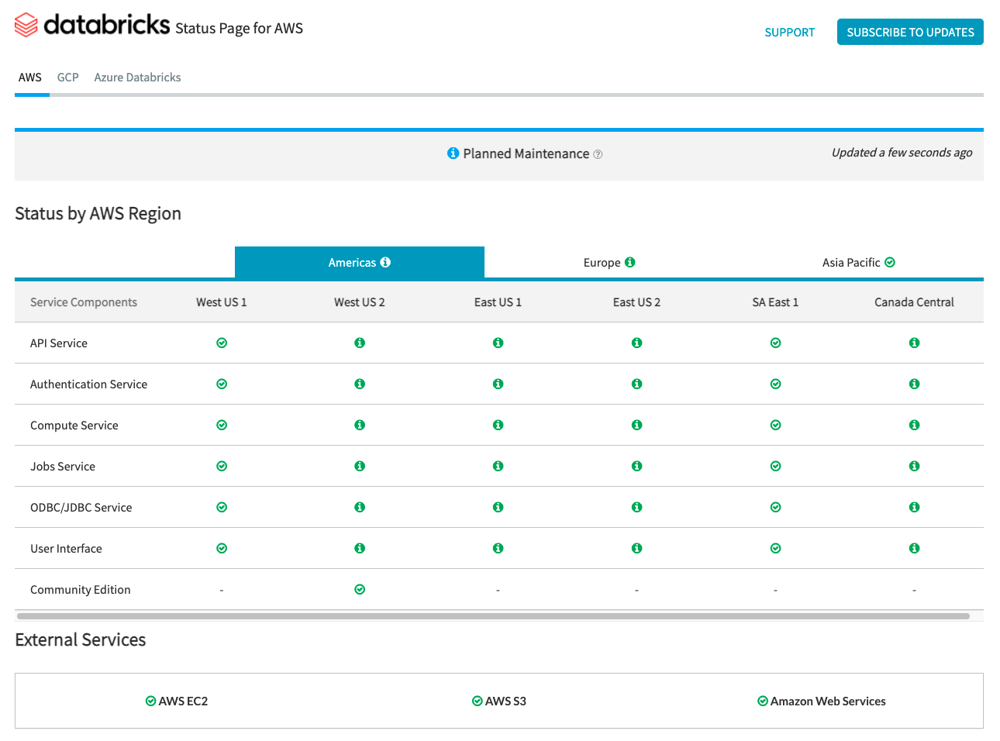 databricks Status Page for AWS
SUPPORT SUBSCRIBE TO UPDATES
AWS GCP Azure Databricks
Planned Maintenance ? Updated a few seconds ago
Status by AWS Region
Americas Europe Asia Pacific
Service Components West US 1 West US 2 East US 1 East US 2 SA East 1 Canada Central
API Service
Authentication Service
Compute Service
Jobs Service
ODBC/JDBC Service
User Interface
Community Edition - - - - -
External Services
AWS EC2 AWS S3 Amazon Web Services